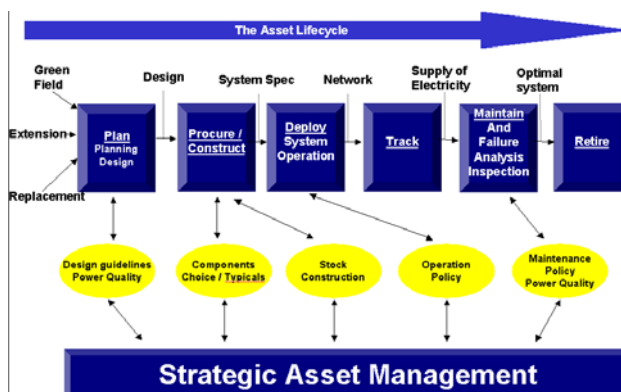 The Asset Lifecycle
Green
Field
Extension
Replacement
Design
System Spec
Network
Supply of
Electricity
Optimal
system
Plan
Planning
Design
Procure /
Construct
Deploy
System
Operation
Track
Maintain
And
Failure
Analysis
Inspection
Retire
Design guidelines
Power Quality
Components
Choice / Typicals
Stock
Construction
Operation
Policy
Maintenance
Policy
Power Quality
Strategic Asset Management